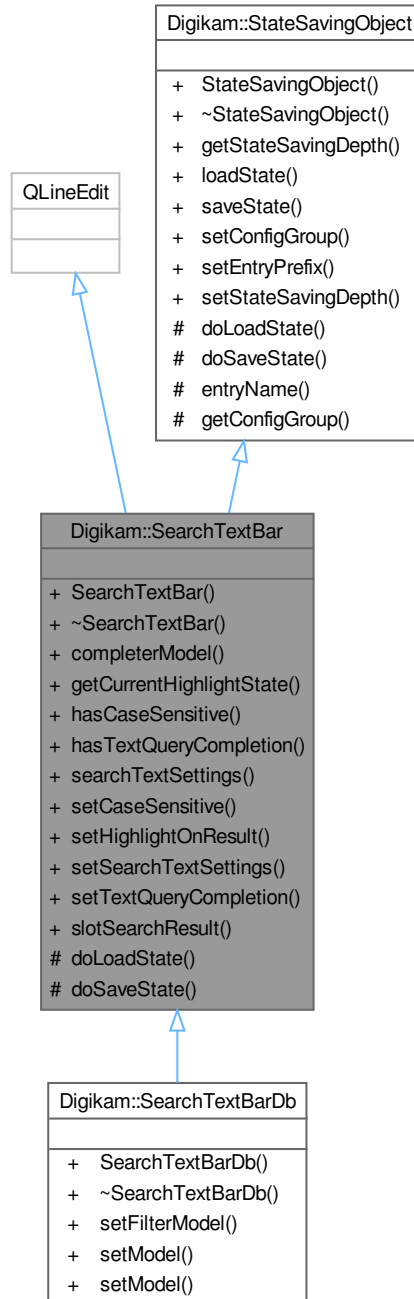 Digikam::StateSavingObject
+ StateSavingObject()
+ ~StateSavingObject()
+ getStateSavingDepth()
+ loadState()
+ saveState()
+ setConfigGroup()
+ setEntryPrefix()
+ setStateSavingDepth()
# doLoadState()
# doSaveState()
# entryName()
# getConfigGroup()
QLineEdit
Digikam::SearchTextBar
+ SearchTextBar()
+ ~SearchTextBar()
+ completerModel()
+ getCurrentHighlightState()
+ hasCaseSensitive()
+ hasTextQueryCompletion()
+ searchTextSettings()
+ setCaseSensitive()
+ setHighlightOnResult()
+ setSearchTextSettings()
+ setTextQueryCompletion()
+ slotSearchResult()
# doLoadState()
# doSaveState()
Digikam::SearchTextBarDb
+ SearchTextBarDb()
+ ~SearchTextBarDb()
+ setFilterModel()
+ setModel()
+ setModel()